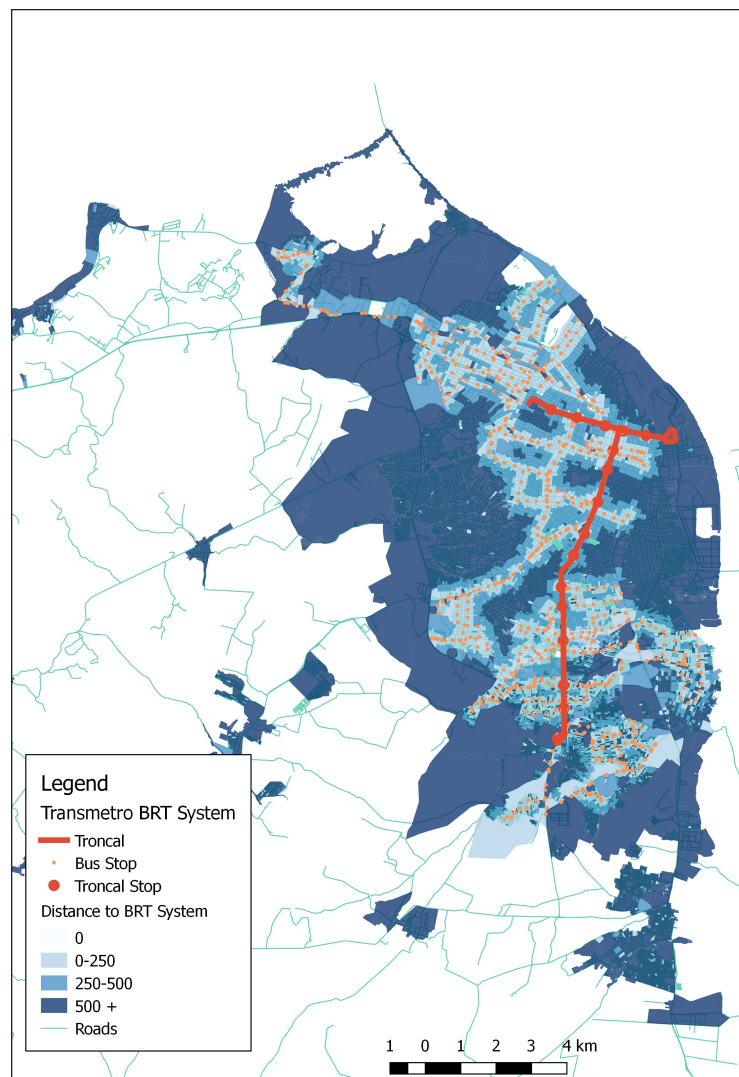 Legend
Transmetro BRT System
Troncal
Bus Stop
Troncal Stop
Distance to BRT System
0
0-250
250-500
500 +
Roads
1 0 1 2 3 4 km